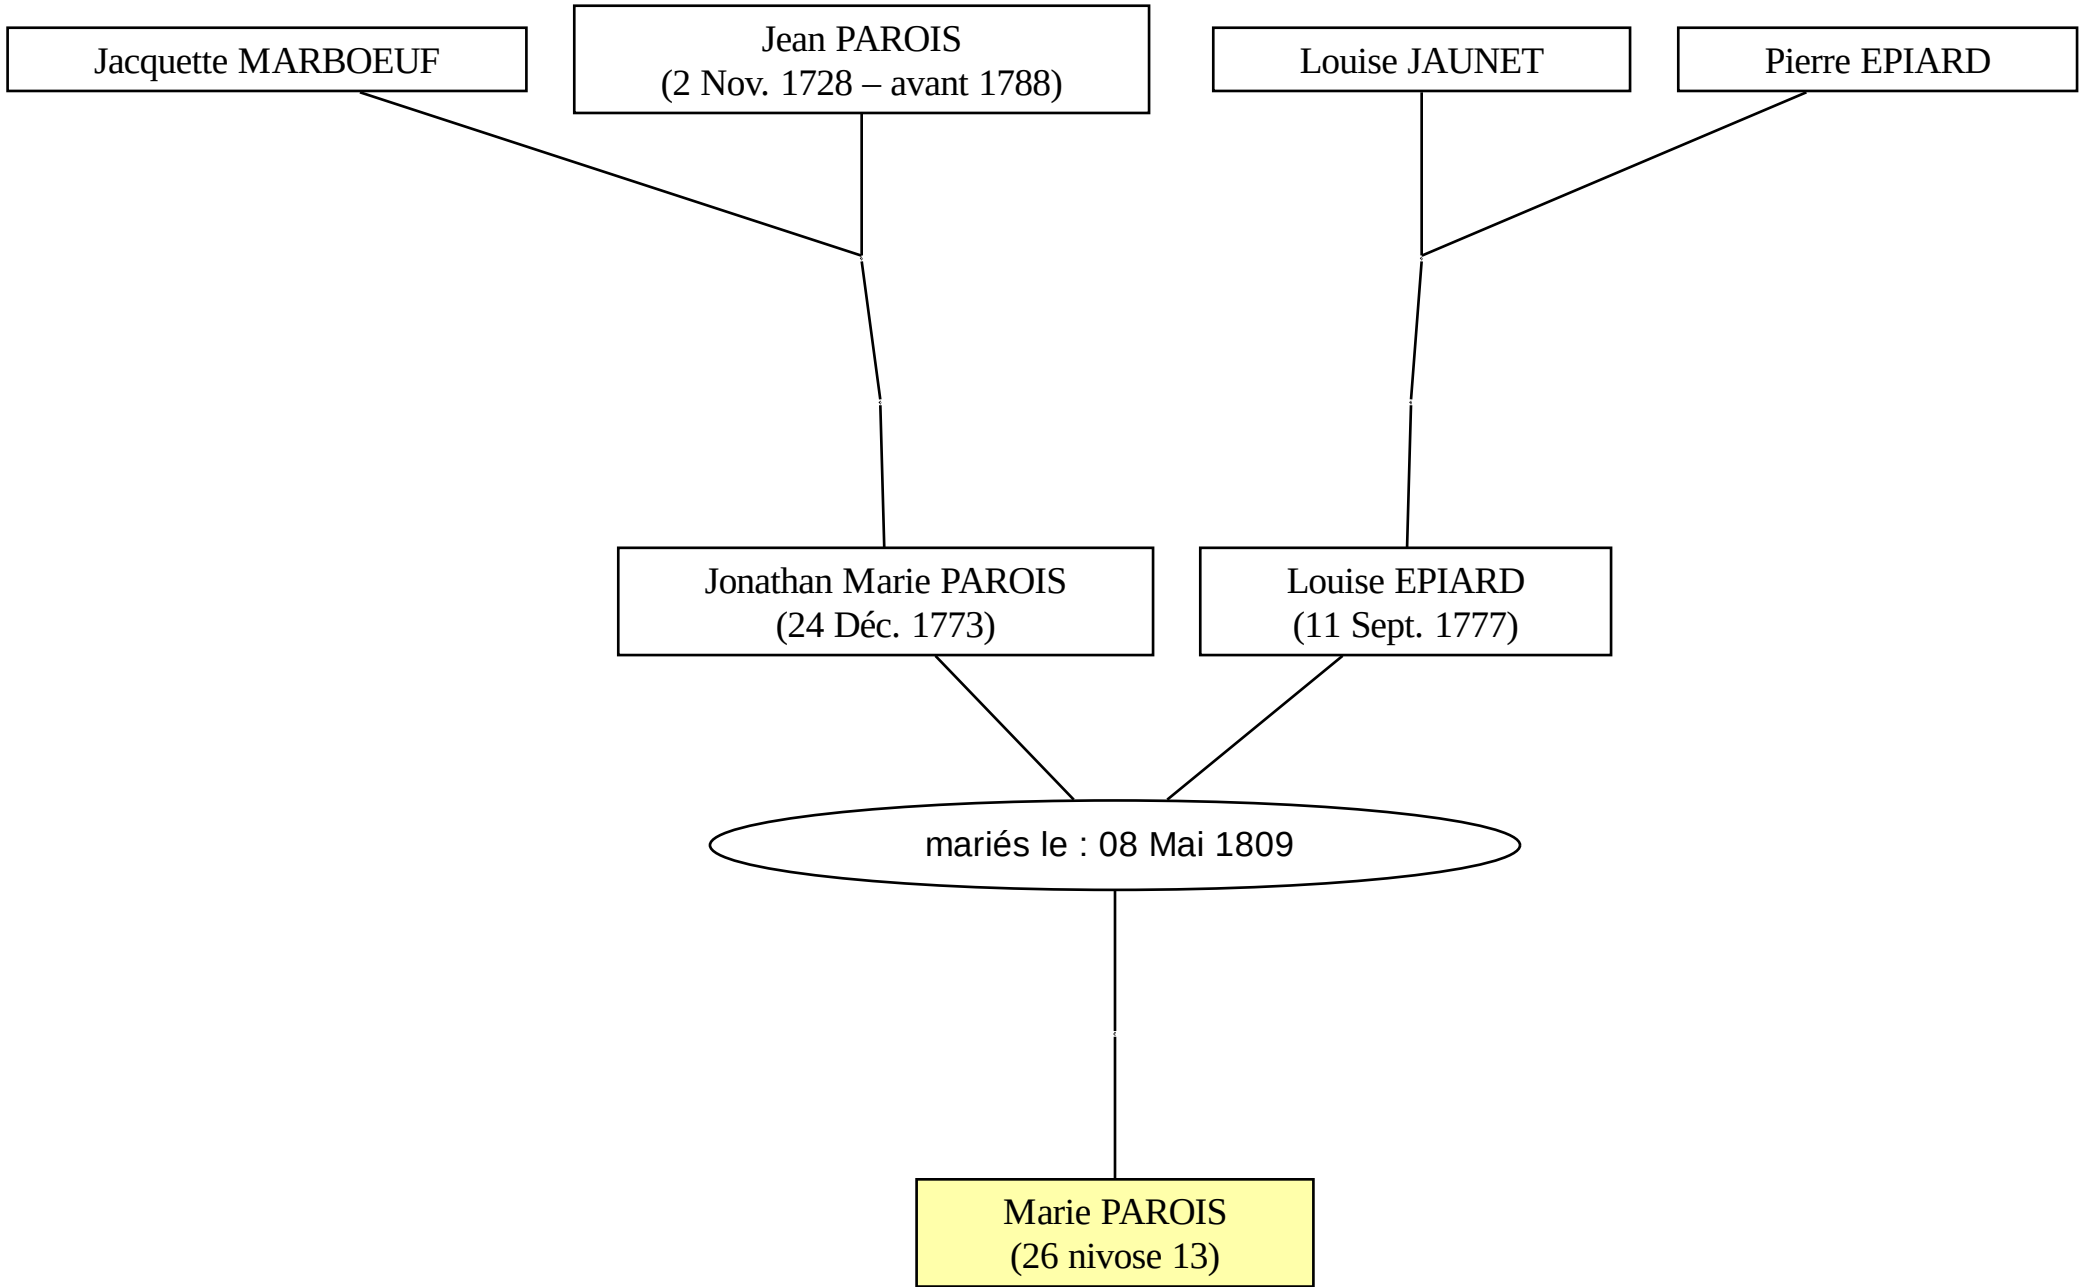 Jacquette MARBOEUF
Jean PAROIS
(2 Nov. 1728 – avant 1788)
Louise JAUNET
Pierre EPIARD
Jonathan Marie PAROIS
(24 Déc. 1773)
Louise EPIARD
(11 Sept. 1777)
mariés le : 08 Mai 1809
Marie PAROIS
(26 nivose 13)